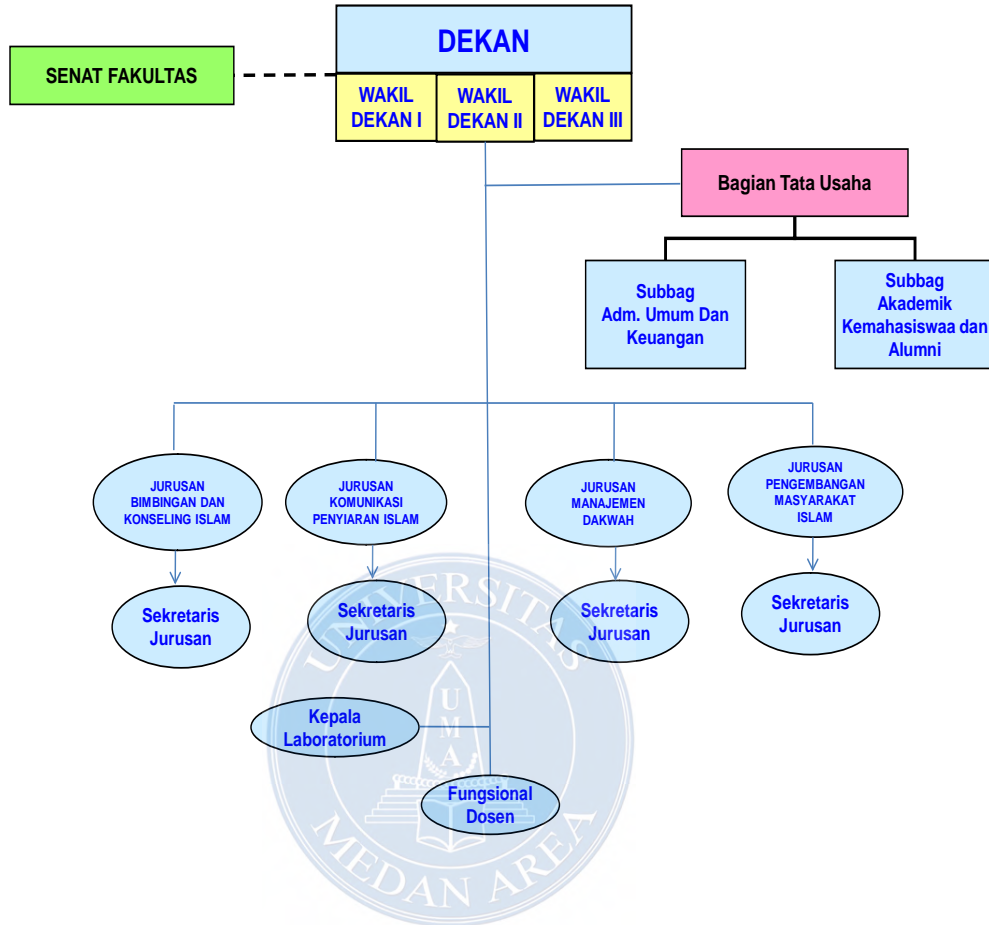 DEKAN
SENAT FAKULTAS
WAKIL
DEKAN I
WAKIL
DEKAN II
WAKIL
DEKAN III
Bagian Tata Usaha
Subbag
Adm. Umum Dan
Keuangan
Subbag
Akademik
Kemahasiswaa dan
Alumni
JURUSAN
BIMBINGAN DAN
KONSELING ISLAM
JURUSAN
KOMUNIKASI
PENYIARAN ISLAM
JURUSAN
MANAJEMEN
DAKWAH
JURUSAN
PENGEMBANGAN
MASYARAKAT
ISLAM
Sekretaris
Jurusan
Sekretaris
Jurusan
Sekretaris
Jurusan
Sekretaris
Jurusan
Kepala
Laboratorium
Fungsional
Dosen
UNIVERSITAS
UMA
MEDAN AREA